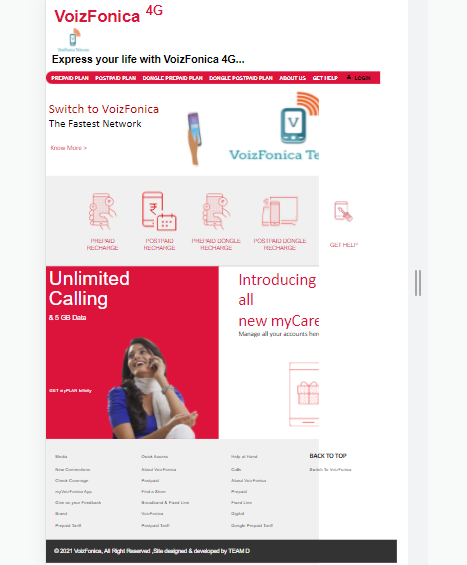 VoizFonica 4G
Express your life with VoizFonica 4G...
PREPAID PLAN POSTPAID PLAN DONGLE PREPAID PLAN DONGLE POSTPAID PLAN ABOUT US GET HELP LOGIN
Switch to VoizFonica
The Fastest Network
Know More >
VoizFonica Te
PREPAID RECHARGE
POSTPAID RECHARGE
PREPAID DONGLE RECHARGE
POSTPAID DONGLE RECHARGE
GET HELP
Unlimited
Calling
& 5 GB Data
GET myPLAN Infinity
Introducing
all
new myCare
Manage all your accounts here
Media
New Connections
Check Coverage
myVoizFonica App
Give us your Feedback
Brand
Prepaid Tariff
Quick Access
About VoizFonica
Postpaid
Find a Store
Broadband & Fixed Line
VoizFonica
Postpaid Tariff
Help at Hand
Calls
About VoizFonica
Prepaid
Fixed Line
Digital
Dongle Prepaid Tariff
BACK TO TOP
Switch To VoizFonica
© 2021 VoizFonica, All Right Reserved ,Site designed & developed by TEAM D